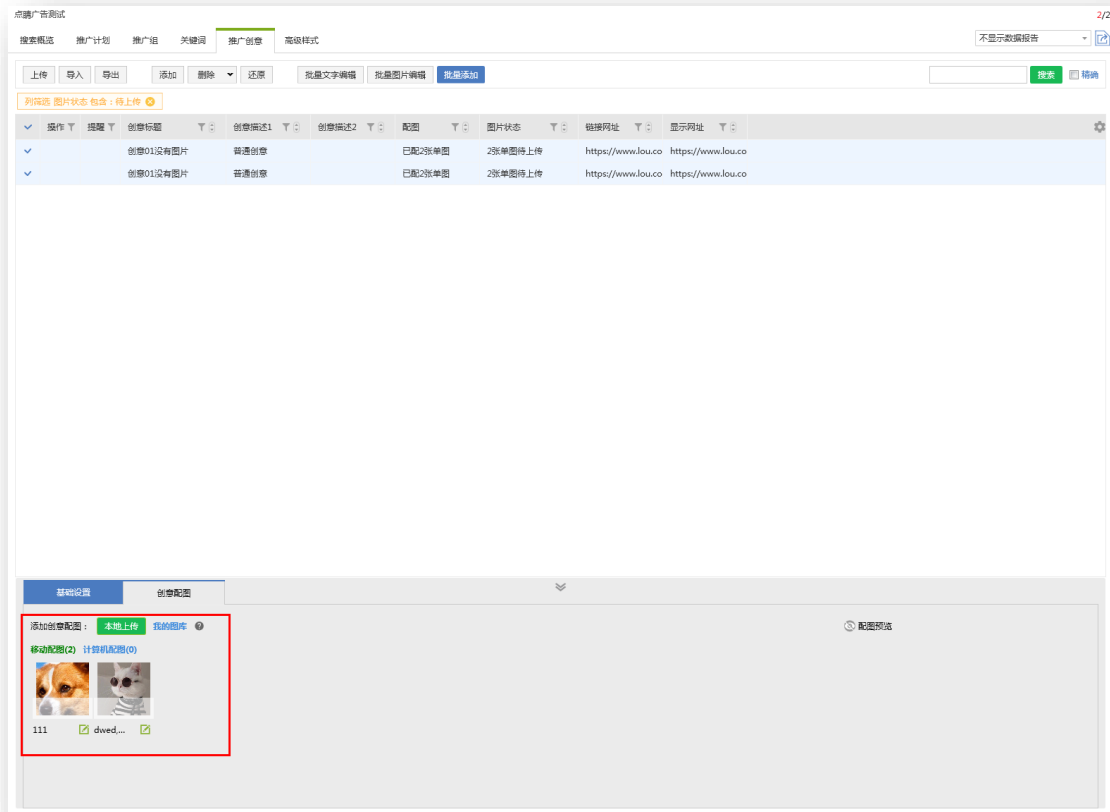 点睛广告测试 2/2
搜索概览 推广计划 推广组 关键词 推广创意 高级样式 不显示数据报告
上传 导入 导出 添加 删除 还原 批量文字编辑 批量图片编辑 批量添加 搜索 精确
列筛选 图片状态 包含：待上传
操作 提醒 创意标题 创意描述1 创意描述2 配图 图片状态 链接网址 显示网址
创意01没有图片 普通创意 已配2张单图 2张单图待上传 https://www.lou.co https://www.lou.co
创意01没有图片 普通创意 已配2张单图 2张单图待上传 https://www.lou.co https://www.lou.co
基础设置 创意配图
添加创意配图： 本地上传 我的图库 配图预览
移动配图(2) 计算机配图(0)
111 dwed,...